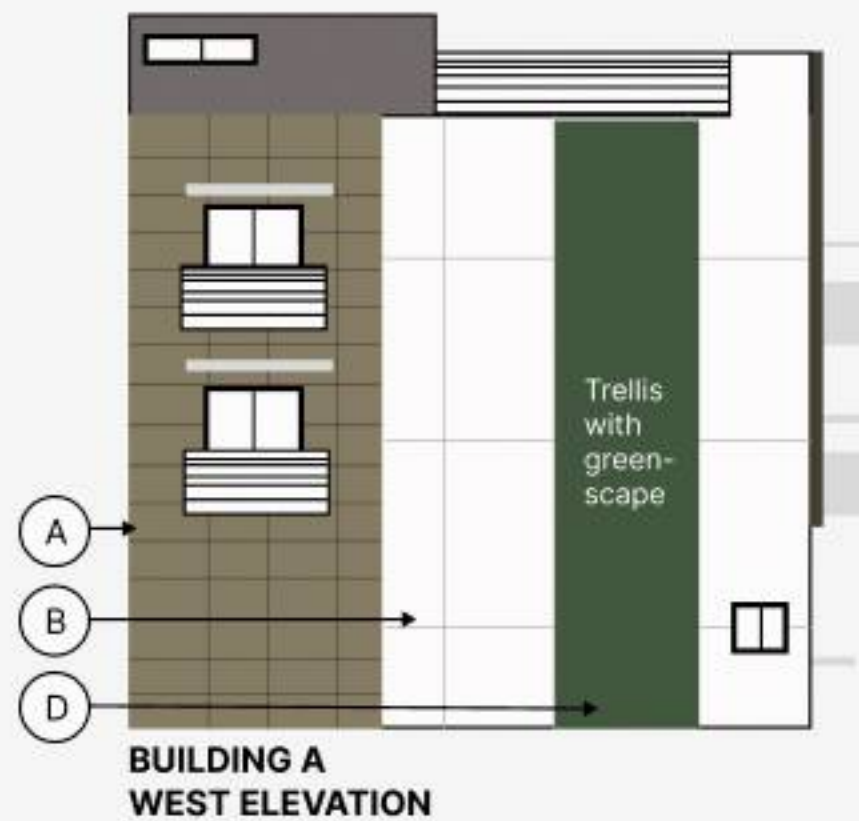 Trellis
with
green-
scape
A
B
D
BUILDING A
WEST ELEVATION